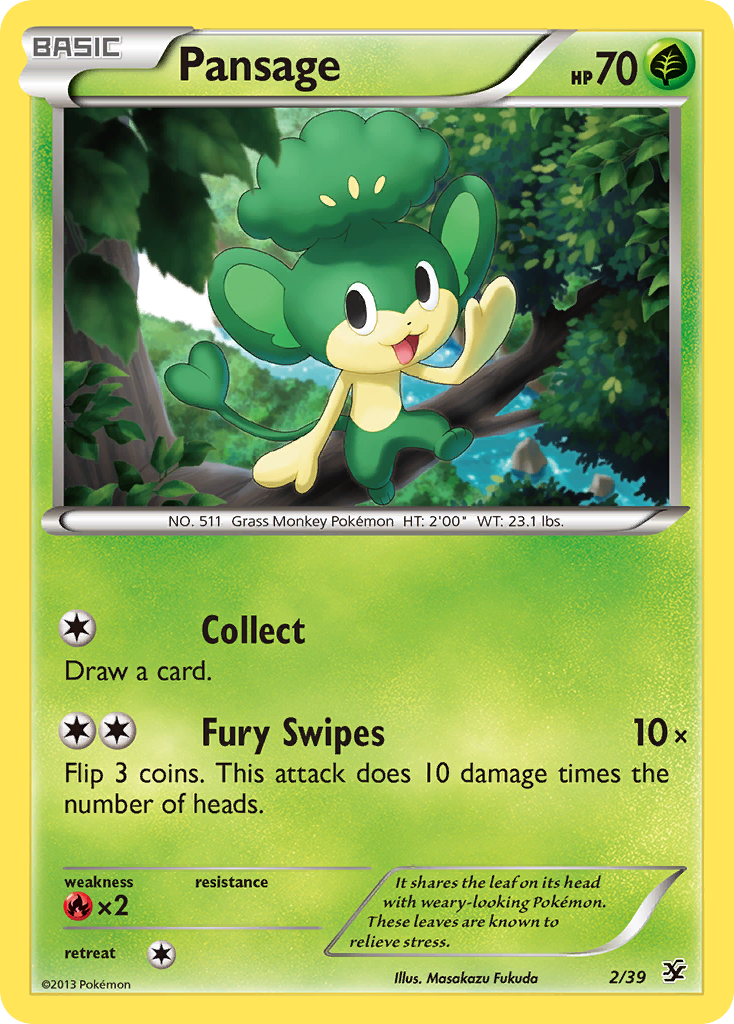 BASIC
Pansage
HP 70
NO. 511 Grass Monkey Pokémon HT: 2'00" WT: 23.1 lbs.
Collect
Draw a card.
Fury Swipes 10×
Flip 3 coins. This attack does 10 damage times the
number of heads.
weakness resistance
×2
retreat
It shares the leaf on its head
with weary-looking Pokémon.
These leaves are known to
relieve stress.
©2013 Pokémon
Illus. Masakazu Fukuda
2/39